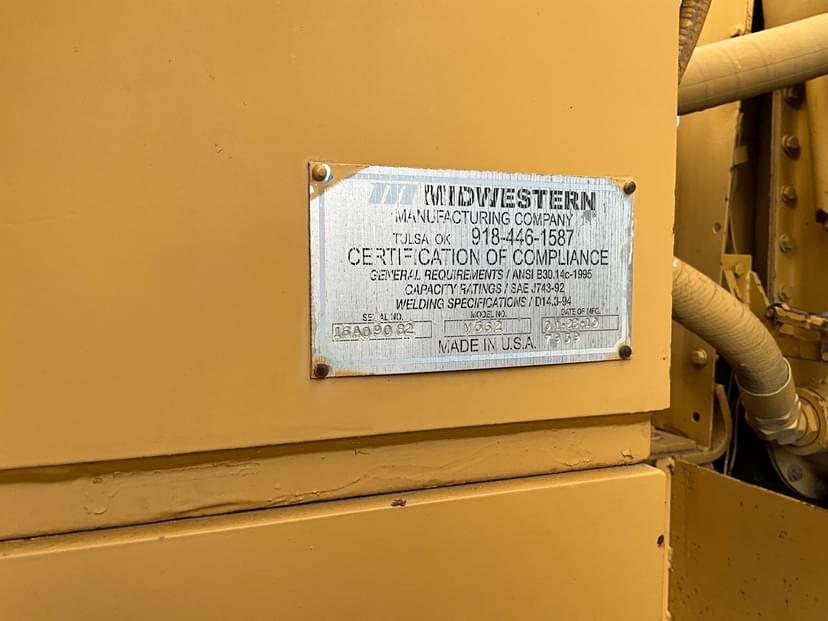 MIDWESTERN
MANUFACTURING COMPANY
TULSA OK 918-446-1587
CERTIFICATION OF COMPLIANCE
GENERAL REQUIREMENTS / ANSI B30.14c-1995
CAPACITY RATINGS / SAE J743-92
WELDING SPECIFICATIONS / D14.3-94
SERIAL NO. MODEL NO. DATE OF MFG.
M562
MADE IN U.S.A.